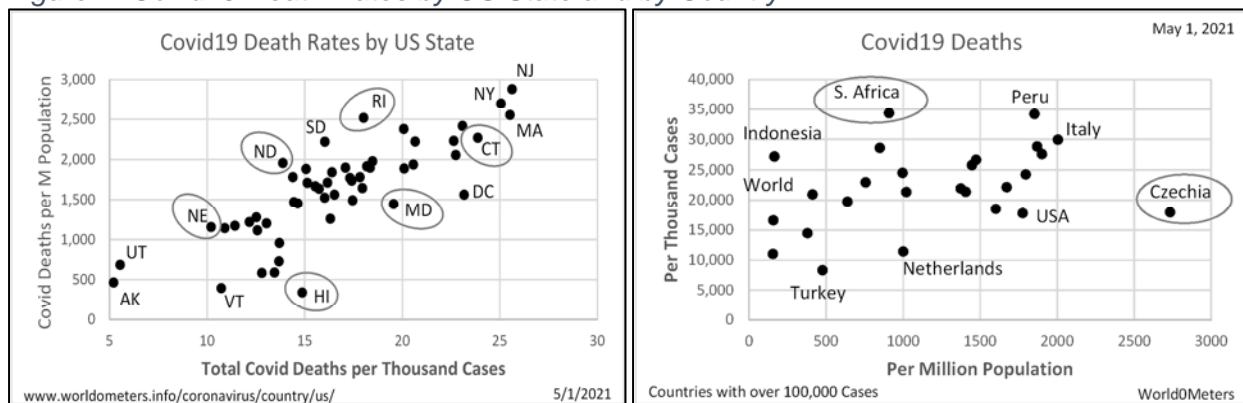 Covid19 Death Rates by US State
Covid Deaths per M Population
3,000
2,500
2,000
1,500
1,000
500
0
NJ
NY
RI
MA
SD
CT
ND
DC
MD
NE
UT
HI
AK
VT
5
10
15
20
25
30
Total Covid Deaths per Thousand Cases
www.worldometers.info/coronavirus/country/us/
5/1/2021
May 1, 2021
Covid19 Deaths
Per Thousand Cases
40,000
35,000
30,000
25,000
20,000
15,000
10,000
5,000
0
S. Africa
Peru
Indonesia
Italy
World
Czechia
USA
Netherlands
Turkey
0
500
1000
1500
2000
2500
3000
Per Million Population
Countries with over 100,000 Cases
World0Meters